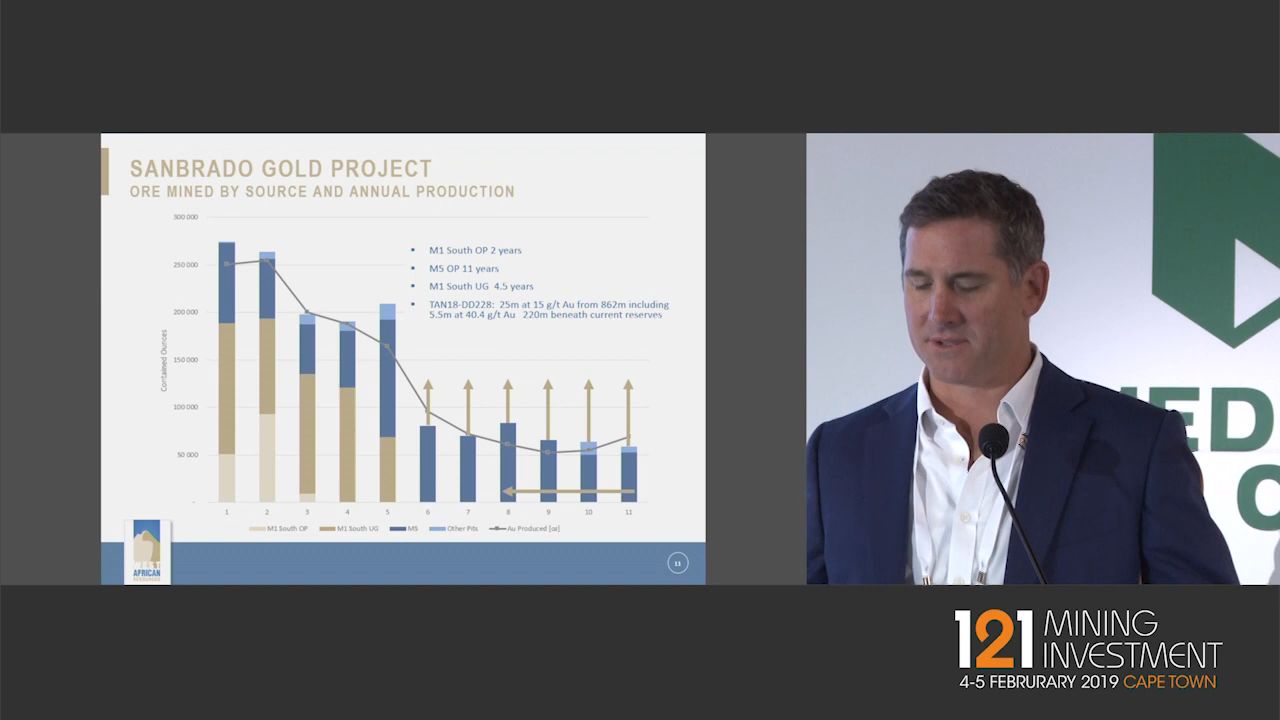 SANBRADO GOLD PROJECT
ORE MINED BY SOURCE AND ANNUAL PRODUCTION
300 000
250 000
200 000
150 000
100 000
50 000
-
Contained Ounces
▪ M1 South OP 2 years
▪ M5 OP 11 years
▪ M1 South UG 4.5 years
▪ TAN18-DD228: 25m at 15 g/t Au from 862m including
5.5m at 40.4 g/t Au 220m beneath current reserves
1 2 3 4 5 6 7 8 9 10 11
M1 South OP M1 South UG M5 Other Pits Au Produced [oz]
AFRICAN
RESOURCES
11
IED
O
121 MINING
INVESTMENT
4-5 FEBRURARY 2019 CAPE TOWN